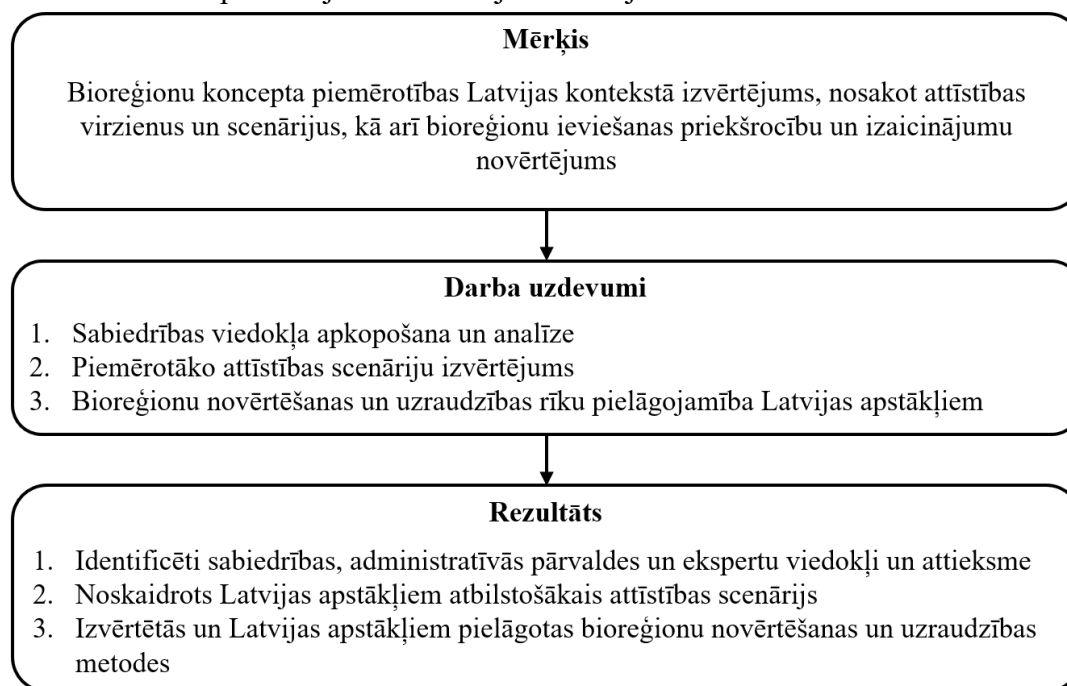 Mērķis
Bioreģionu koncepta piemērotības Latvijas kontekstā izvērtējums, nosakot attīstības
virzienus un scenārijus, kā arī bioreģionu ieviešanas priekšrocību un izaicinājumu
novērtējums
Darba uzdevumi
1. Sabiedrības viedokļa apkopošana un analīze
2. Piemērotāko attīstības scenāriju izvērtējums
3. Bioreģionu novērtēšanas un uzraudzības rīku pielāgojamība Latvijas apstākļiem
Rezultāts
1. Identificēti sabiedrības, administratīvās pārvaldes un ekspertu viedokļi un attieksme
2. Noskaidrots Latvijas apstākļiem atbilstošākais attīstības scenārijs
3. Izvērtētās un Latvijas apstākļiem pielāgotas bioreģionu novērtēšanas un uzraudzības
metodes